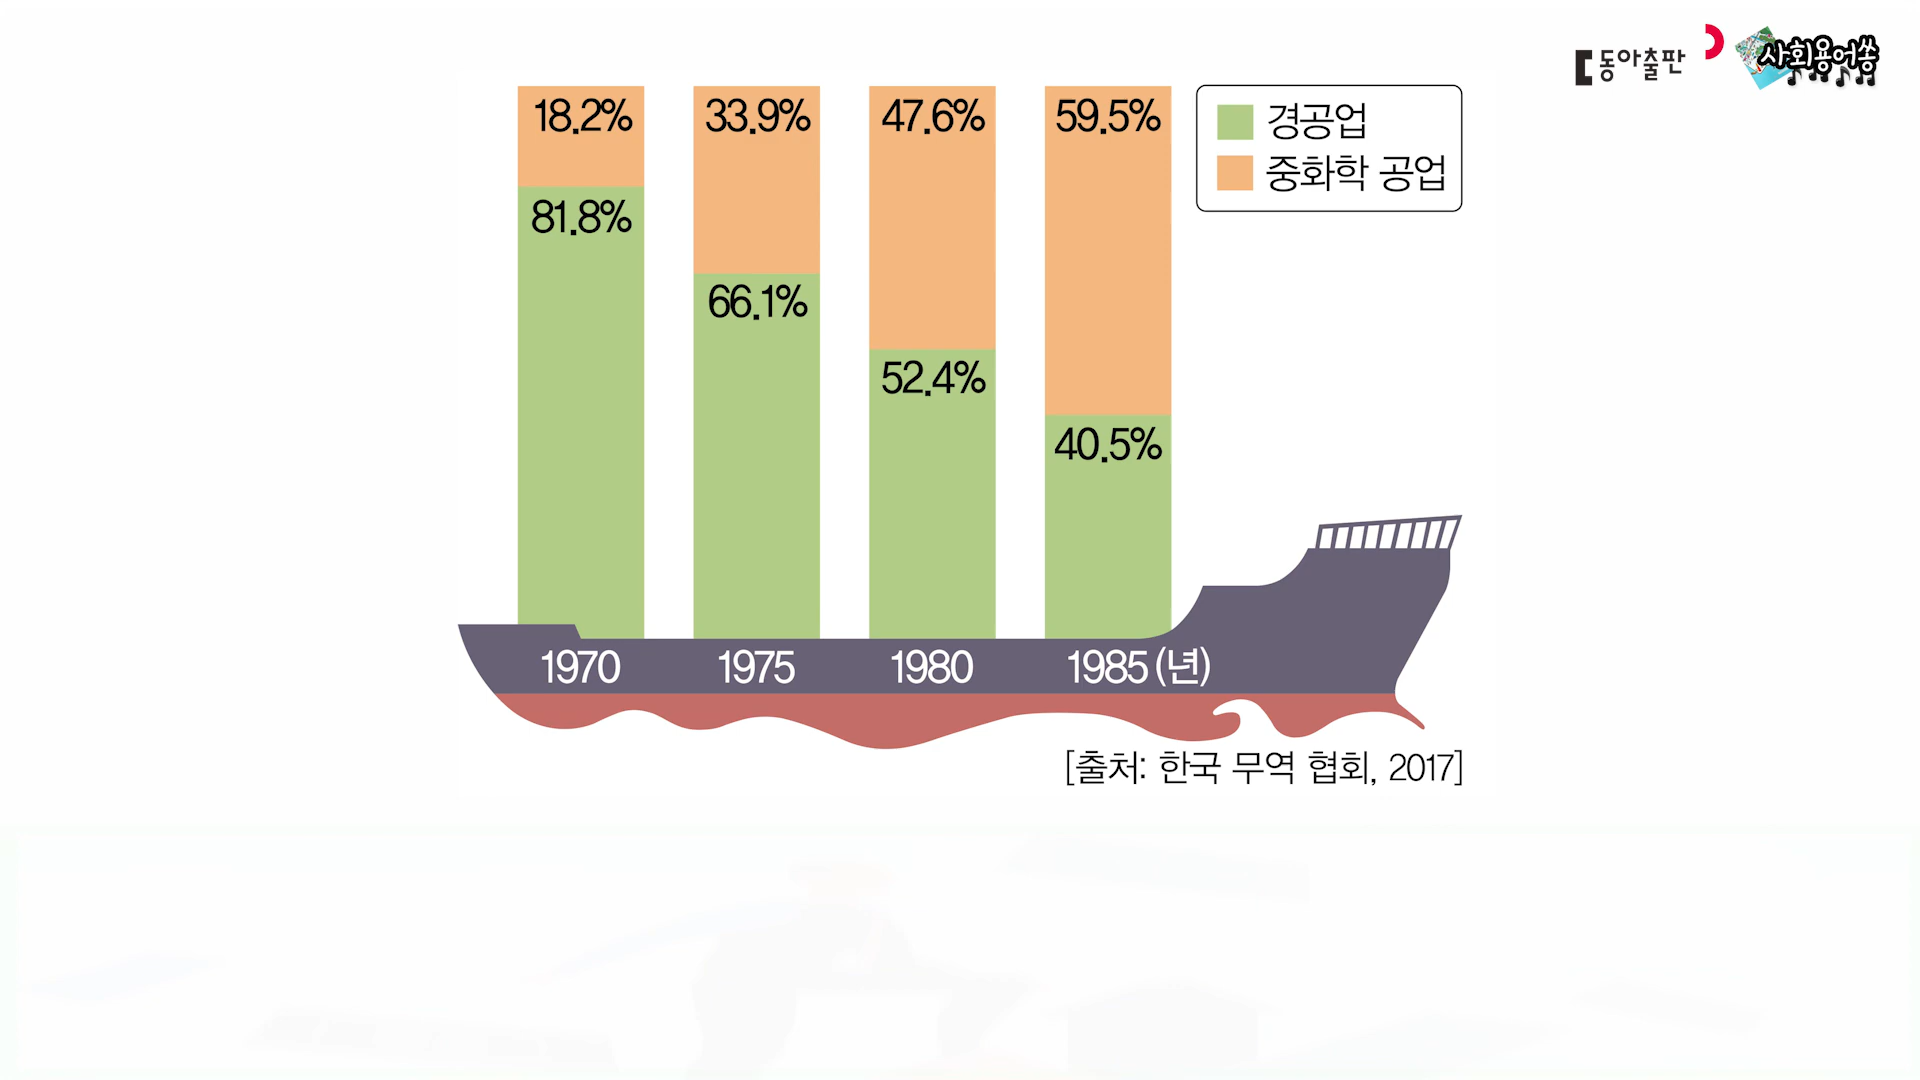 동아출판
사회용어쏭
18.2% 33.9% 47.6% 59.5%
경공업
중화학 공업
81.8%
66.1%
52.4%
40.5%
1970 1975 1980 1985 (년)
[출처: 한국 무역 협회, 2017]